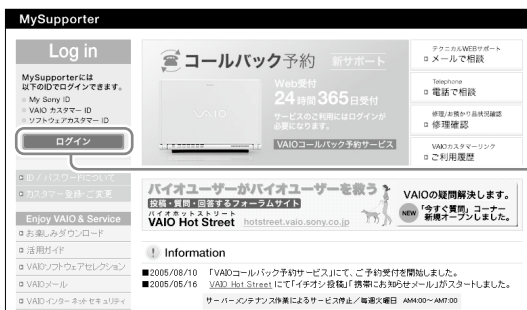 MySupporter
Log in
MySupporterには
以下のIDでログインできます。
My Sony ID
VAIO カスタマー ID
ソフトウェアカスタマー ID
ログイン
ID / パスワードについて
カスタマー登録・ご変更
Enjoy VAIO & Service
お楽しみダウンロード
活用ガイド
VAIOソフトウェアセレクション
VAIOメール
VAIOインターネットセキュリティ
コールバック予約 新サポート
Web受付
24時間365日受付
サービスのご利用にはログインが
必要になります。
VAIOコールバック予約サービス
VAIO
テクニカルWEBサポート
メールで相談
Telephone
電話で相談
修理/お預かり品状況確認
修理確認
VAIOカスタマーリンク
ご利用履歴
バイオユーザーがバイオユーザーを救う
投稿・質問・回答するフォーラムサイト
バイオホットストリート
VAIO Hot Street hotstreet.vaio.sony.co.jp
VAIOの疑問解決します。
NEW 「今すぐ質問」コーナー
新規オープンしました。
Information
■2005/08/10 「VAIOコールバック予約サービス」にて、ご予約受付を開始しました。
■2005/05/16 VAIO Hot Street にて「イチオシ投稿」「携帯にお知らせメール」がスタートしました。
サーバーメンテナンス作業によるサービス停止/毎週火曜日 AM4:00～AM7:00